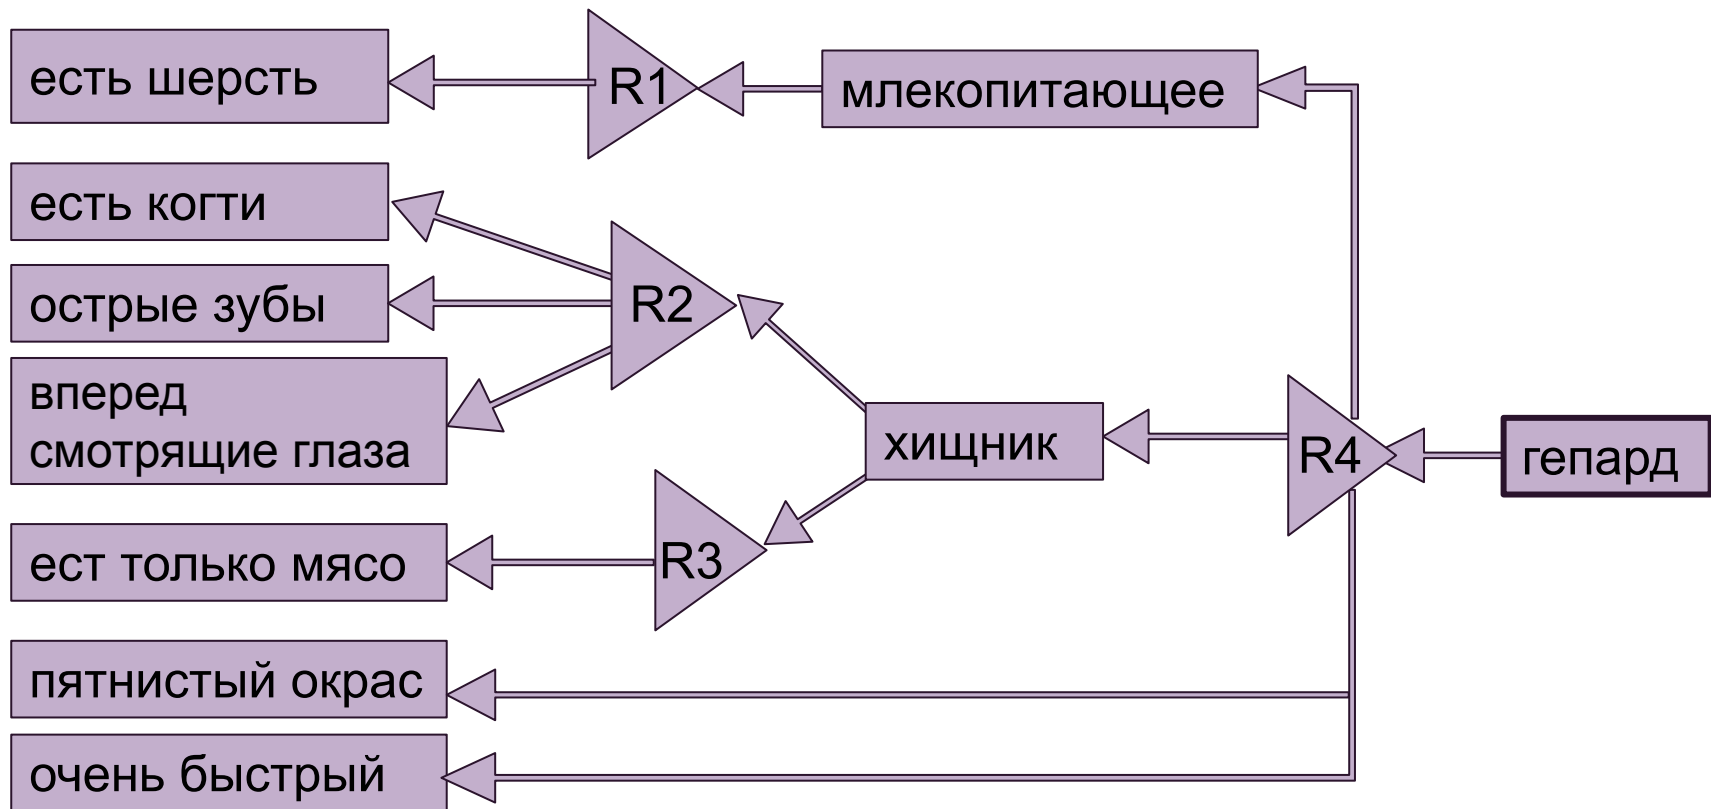 есть шерсть
R1
млекопитающее
есть когти
острые зубы
R2
вперед
смотрящие глаза
хищник
R4
гепард
ест только мясо
R3
пятнистый окрас
очень быстрый